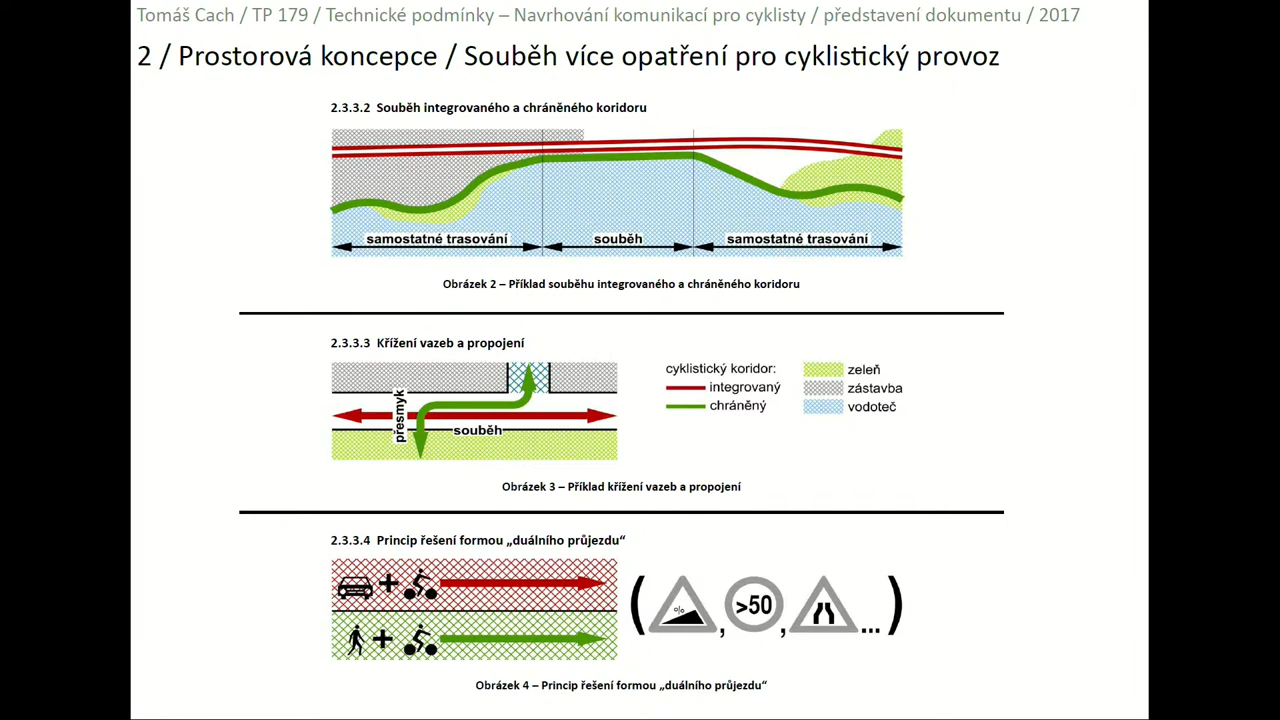 Tomáš Cach / TP 179 / Technické podmínky – Navrhování komunikací pro cyklisty / představení dokumentu / 2017
2 / Prostorová koncepce / Souběh více opatření pro cyklistický provoz
2.3.3.2 Souběh integrovaného a chráněného koridoru
samostatné trasování
souběh
samostatné trasování
Obrázek 2 – Příklad souběhu integrovaného a chráněného koridoru
2.3.3.3 Křížení vazeb a propojení
přesmyk
souběh
cyklistický koridor:
integrovaný
chráněný
zeleň
zástavba
vodoteč
Obrázek 3 – Příklad křížení vazeb a propojení
2.3.3.4 Princip řešení formou „duálního průjezdu“
+
+
( % , >50 , ... )
Obrázek 4 – Princip řešení formou „duálního průjezdu“